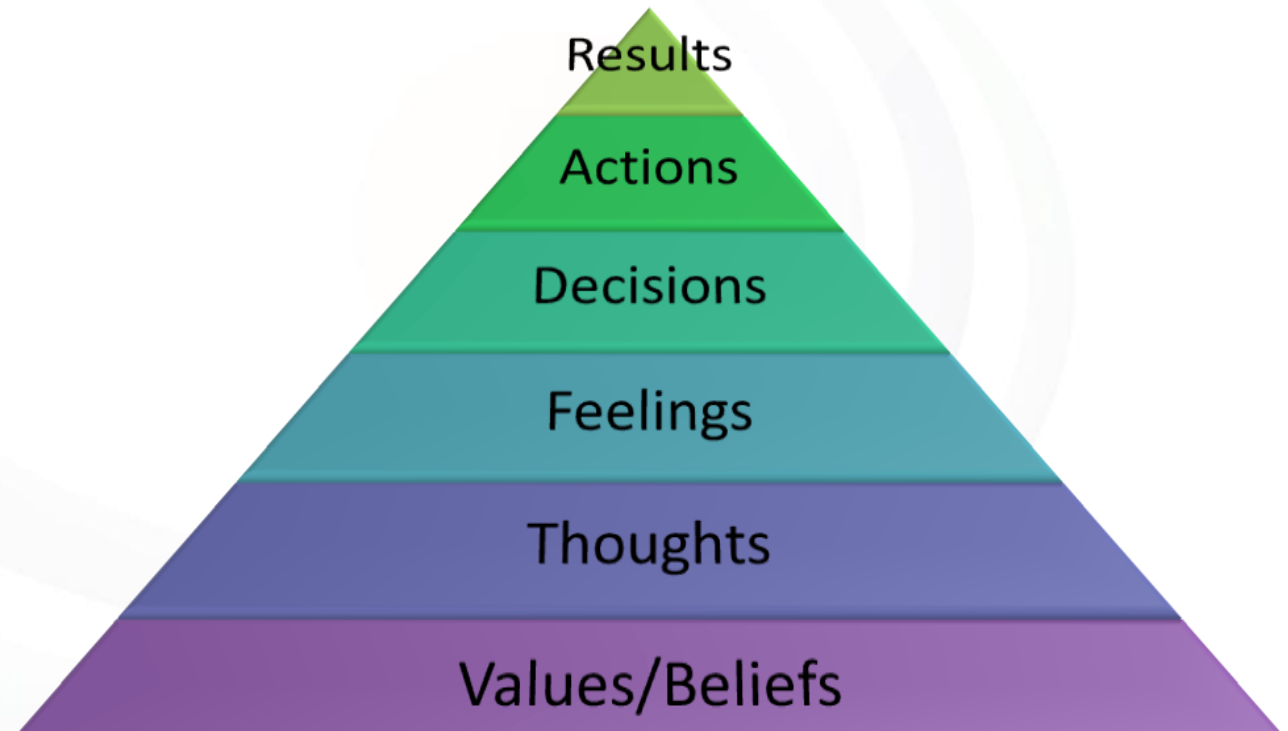 Results
Actions
Decisions
Feelings
Thoughts
Values/Beliefs